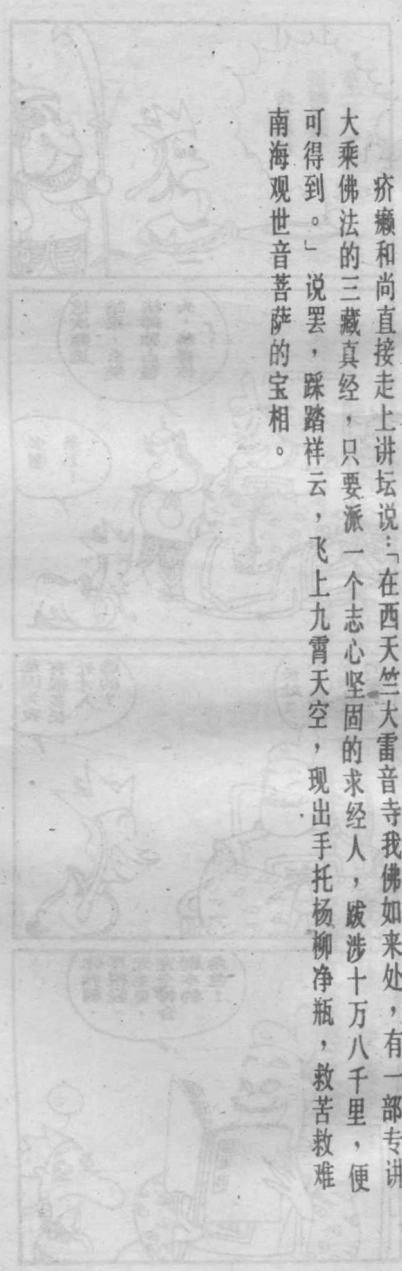 疥癞和尚直接走上讲坛说：「在西天竺大雷音寺我佛如来处，有一部专讲
大乘佛法的三藏真经，只要派一个志心坚固的求经人，跋涉十万八千里，便
可得到。」说罢，踩踏样云，飞上九霄天空，现出手托杨柳净瓶，救苦救难
南海观世音菩萨的宝相。